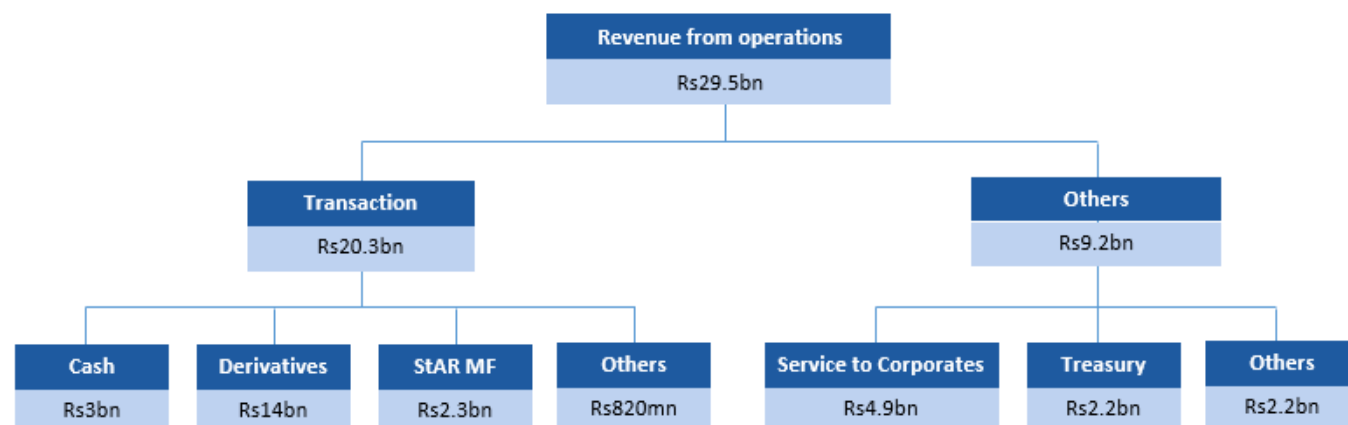 Revenue from operations
Rs29.5bn
Transaction
Rs20.3bn
Others
Rs9.2bn
Cash
Rs3bn
Derivatives
Rs14bn
StAR MF
Rs2.3bn
Others
Rs820mn
Service to Corporates
Rs4.9bn
Treasury
Rs2.2bn
Others
Rs2.2bn